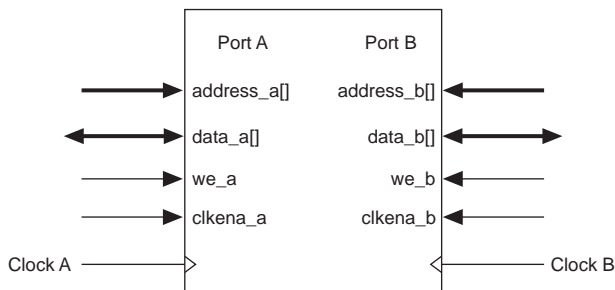 Port A Port B
address_a[] address_b[]
data_a[] data_b[]
we_a we_b
clkena_a clkena_b
Clock A Clock B